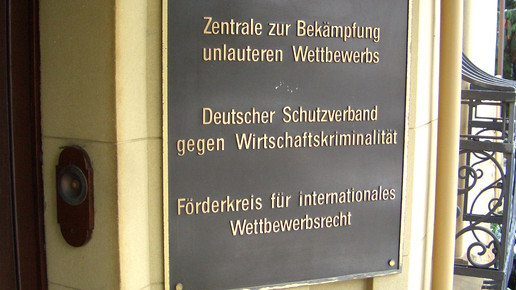 Zentrale zur Bekämpfung
unlauteren Wettbewerbs
Deutscher Schutzverband
gegen Wirtschaftskriminalität
Förderkreis für internationales
Wettbewerbsrecht